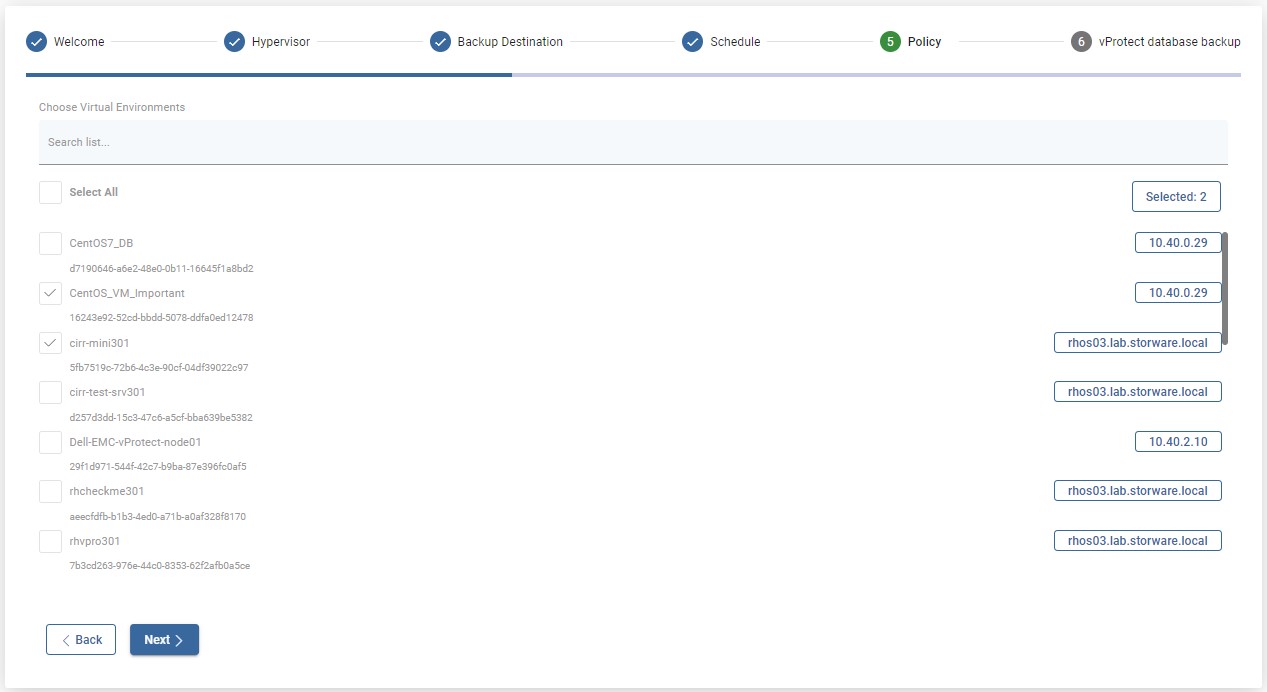 Welcome
Hypervisor
Backup Destination
Schedule
5 Policy
6 vProtect database backup
Choose Virtual Environments
Search list...
Select All
Selected: 2
CentOS7_DB
10.40.0.29
d7190646-a6e2-48e0-0b11-16645f1a8bd2
CentOS_VM_Important
10.40.0.29
16243e92-52cd-bbdd-5078-ddfa0ed12478
cirr-mini301
rhos03.lab.storware.local
5fb7519c-72b6-4c3e-90cf-04df39022c97
cirr-test-srv301
rhos03.lab.storware.local
d257d3dd-15c3-47c6-a5cf-bba639be5382
Dell-EMC-vProtect-node01
10.40.2.10
29f1d971-544f-42c7-b9ba-87e396fc0af5
rhcheckme301
rhos03.lab.storware.local
aeecfdfb-b1b3-4ed0-a71b-a0af328f8170
rhvpro301
rhos03.lab.storware.local
7b3cd263-976e-44c0-8353-62f2afb0a5ce
Back
Next